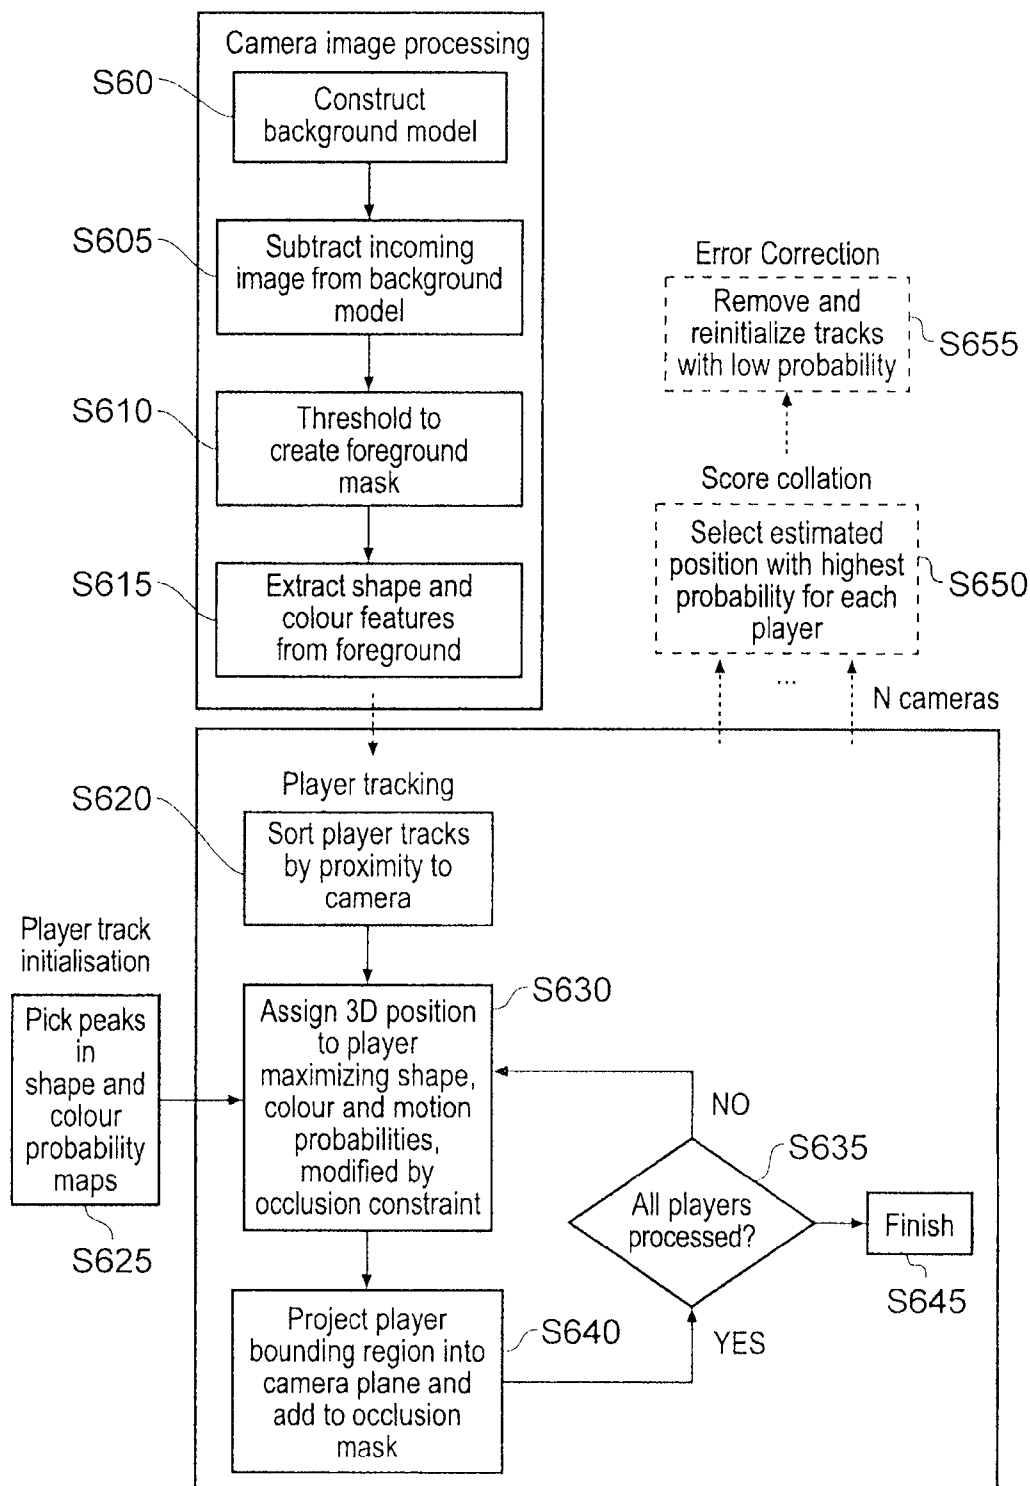 Camera image processing
S60
Construct
background model
S605
Subtract incoming
image from background
model
S610
Threshold to
create foreground
mask
S615
Extract shape and
colour features
from foreground
Error Correction
Remove and
reinitialize tracks
with low probability
S655
Score collation
Select estimated
position with highest
probability for each
player
S650
...
N cameras
Player tracking
S620
Sort player tracks
by proximity to
camera
Player track
initialisation
Pick peaks
in
shape and
colour
probability
maps
S625
S630
Assign 3D position
to player
maximizing shape,
colour and motion
probabilities,
modified by
occlusion constraint
NO
S635
All players
processed?
Finish
S645
YES
S640
Project player
bounding region into
camera plane and
add to occlusion
mask